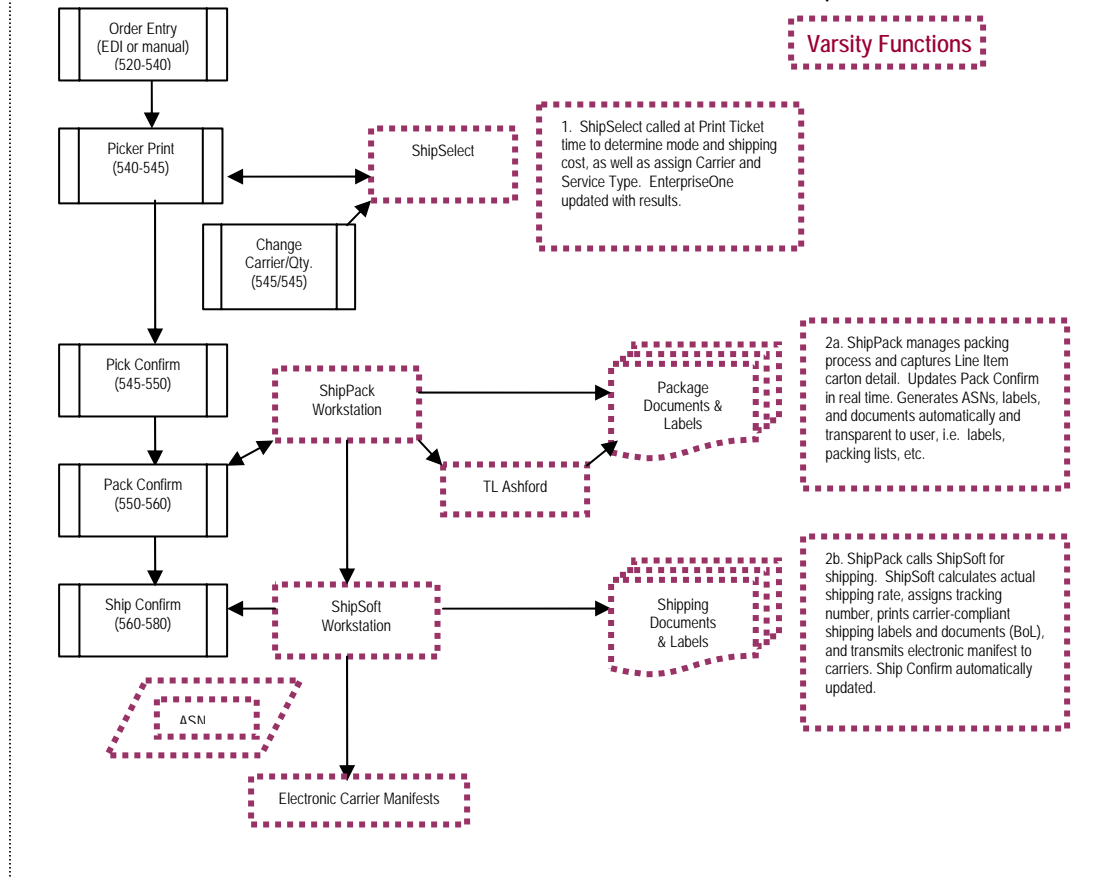 Order Entry
(EDI or manual)
(520-540)
Varsity Functions
Picker Print
(540-545)
ShipSelect
1. ShipSelect called at Print Ticket
time to determine mode and shipping
cost, as well as assign Carrier and
Service Type. EnterpriseOne
updated with results.
Change
Carrier/Qty.
(545/545)
Pick Confirm
(545-550)
ShipPack
Workstation
Package
Documents &
Labels
2a. ShipPack manages packing
process and captures Line Item
carton detail. Updates Pack Confirm
in real time. Generates ASNs, labels,
and documents automatically and
transparent to user, i.e. labels,
packing lists, etc.
Pack Confirm
(550-560)
TL Ashford
Ship Confirm
(560-580)
ShipSoft
Workstation
Shipping
Documents
& Labels
2b. ShipPack calls ShipSoft for
shipping. ShipSoft calculates actual
shipping rate, assigns tracking
number, prints carrier-compliant
shipping labels and documents (BoL),
and transmits electronic manifest to
carriers. Ship Confirm automatically
updated.
ASN
Electronic Carrier Manifests